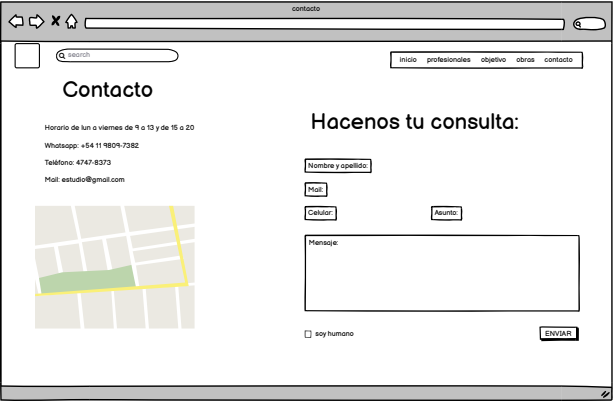 contacto
search
inicio profesionales objetivo obras contacto
Contacto
Horario de lun a viernes de 9 a 13 y de 15 a 20
Whatsapp: +54 11 9809-7382
Teléfono: 4747-8373
Mail: estudio@gmail.com
Hacenos tu consulta:
Nombre y apellido:
Mail:
Celular: Asunto:
Mensaje:
soy humano
ENVIAR